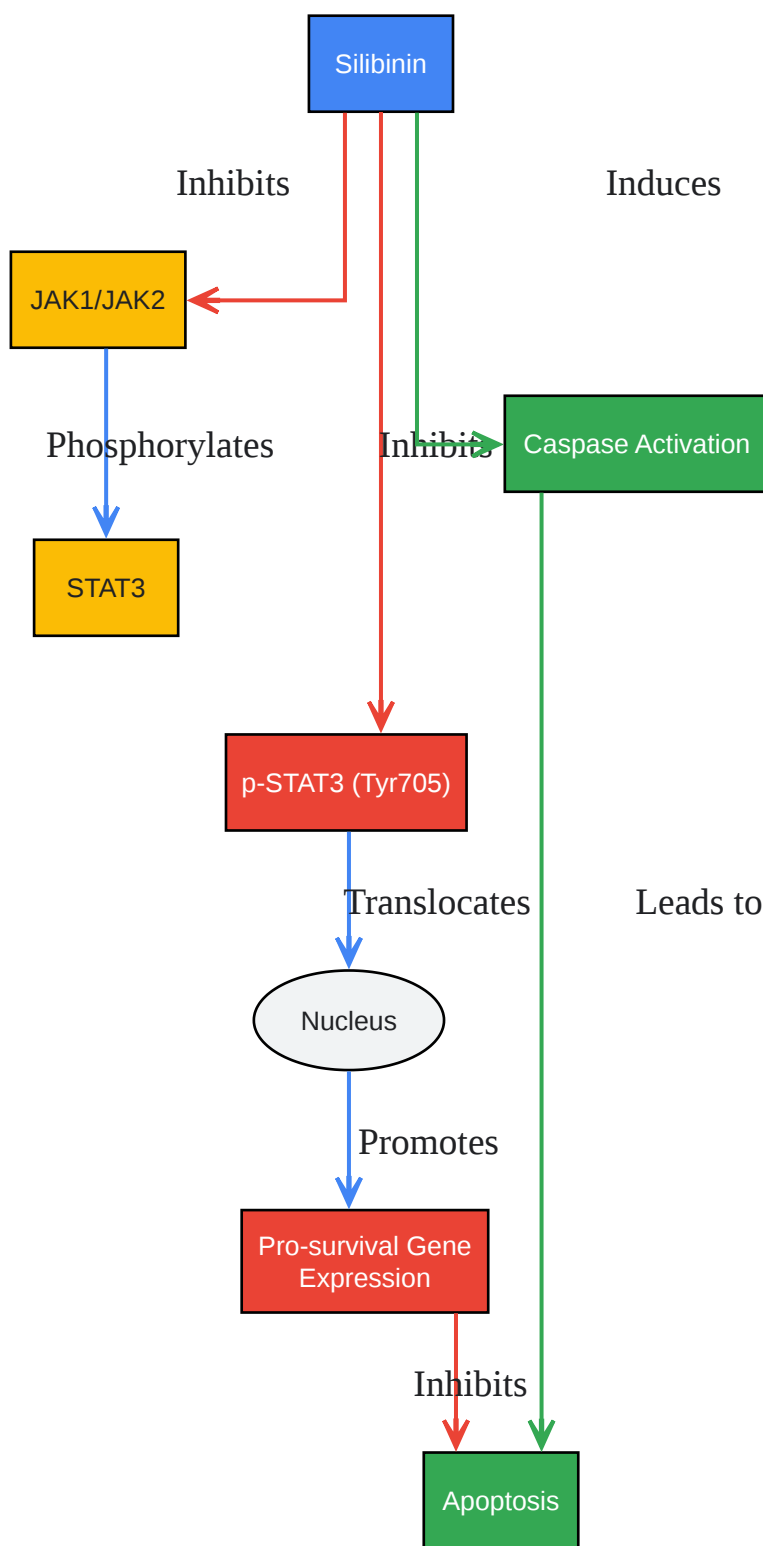 Silibinin
Inhibits
Induces
JAK1/JAK2
Phosphorylates
Inhibits
Caspase Activation
STAT3
p-STAT3 (Tyr705)
Translocates
Leads to
Nucleus
Promotes
Pro-survival Gene
Expression
Inhibits
Apoptosis